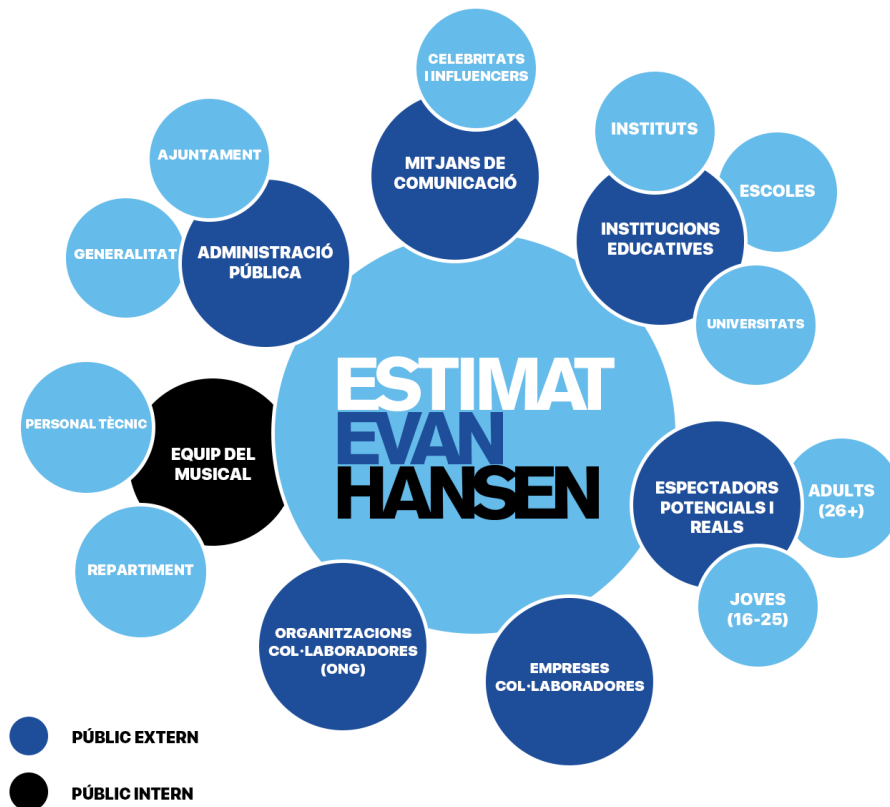 CELEBRITATS
I INFLUENCERS
MITJANS DE
COMUNICACIÓ
INSTITUTS
ESCOLES
INSTITUCIONS
EDUCATIVES
UNIVERSITATS
AJUNTAMENT
GENERALITAT
ADMINISTRACIÓ
PÚBLICA
ESTIMAT
EVAN
HANSEN
PERSONAL TÈCNIC
EQUIP DEL
MUSICAL
REPARTIMENT
ESPECTADORS
POTENCIALS I
REALS
ADULTS
(26+)
JOVES
(16-25)
ORGANITZACIONS
COL·LABORADORES
(ONG)
EMPRESES
COL·LABORADORES
PÚBLIC EXTERN
PÚBLIC INTERN